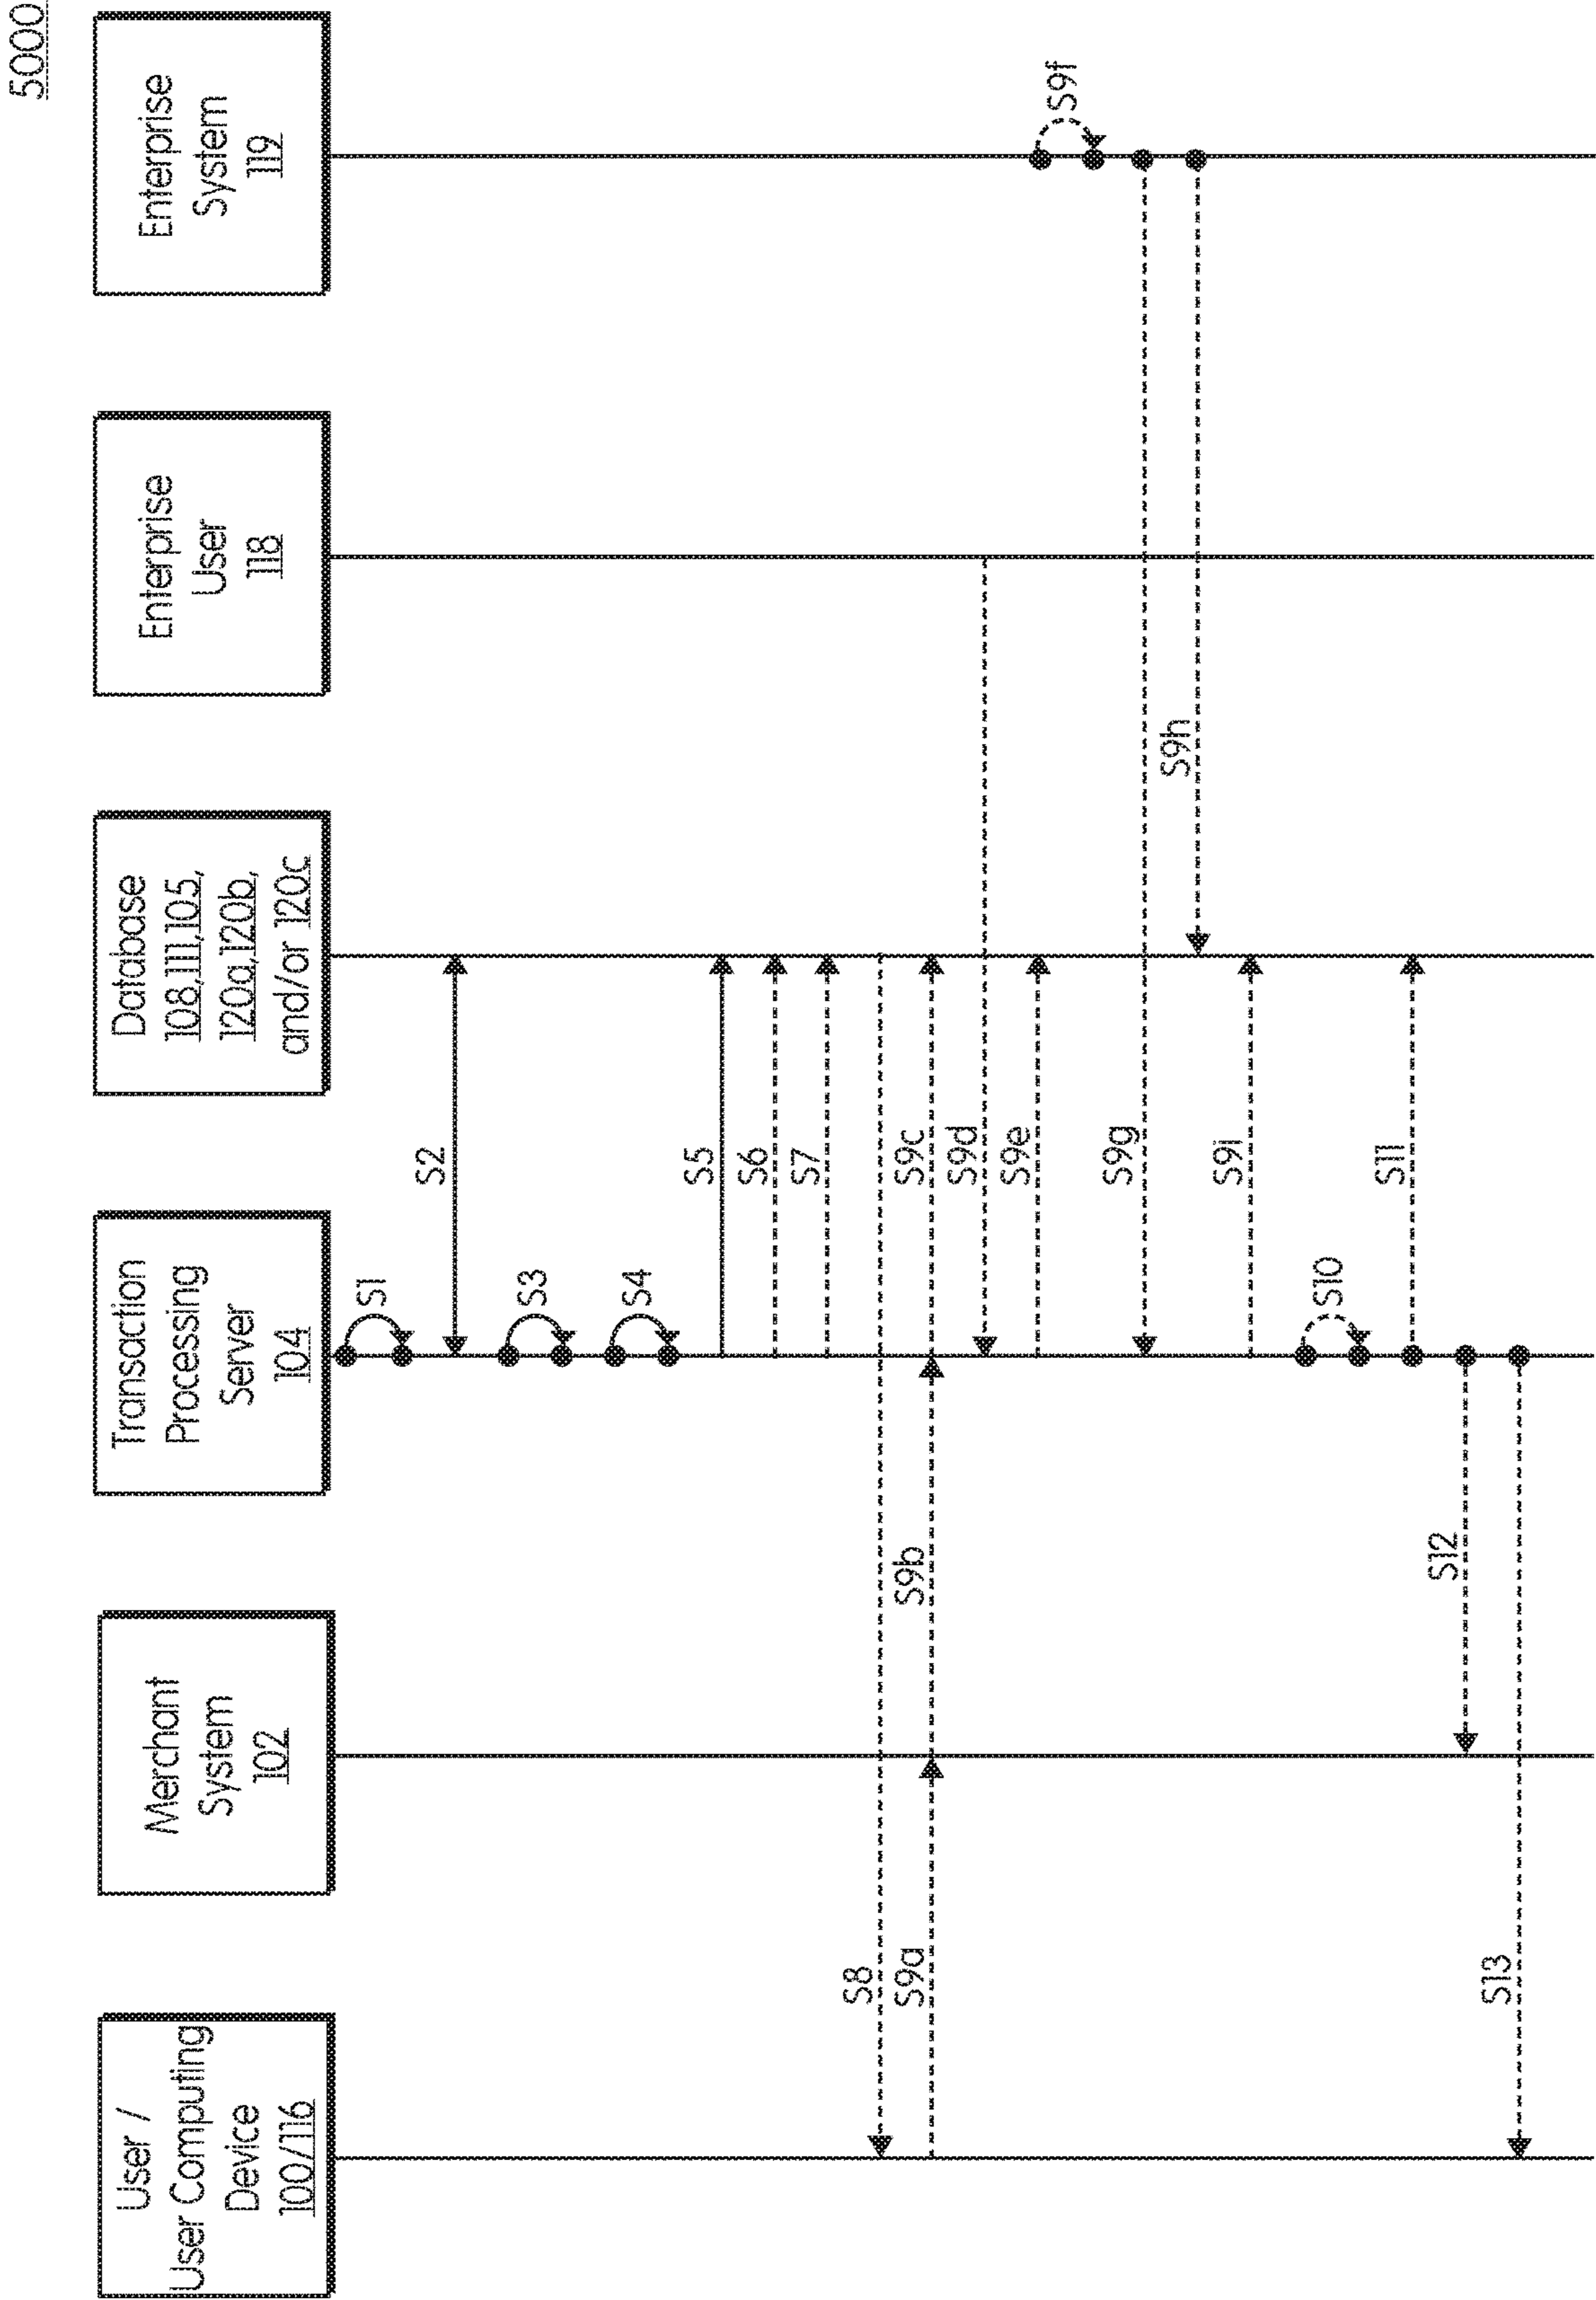 5000
User /
User Computing
Device
100/116
Merchant
System
102
Transaction
Processing
Server
104
Database
108,111,105,
120a,120b,
and/or 120c
Enterprise
User
118
Enterprise
System
119
S1
S2
S3
S4
S5
S6
S7
S8
S9a
S9b
S9c
S9d
S9e
S9f
S9g
S9h
S9i
S10
S11
S12
S13